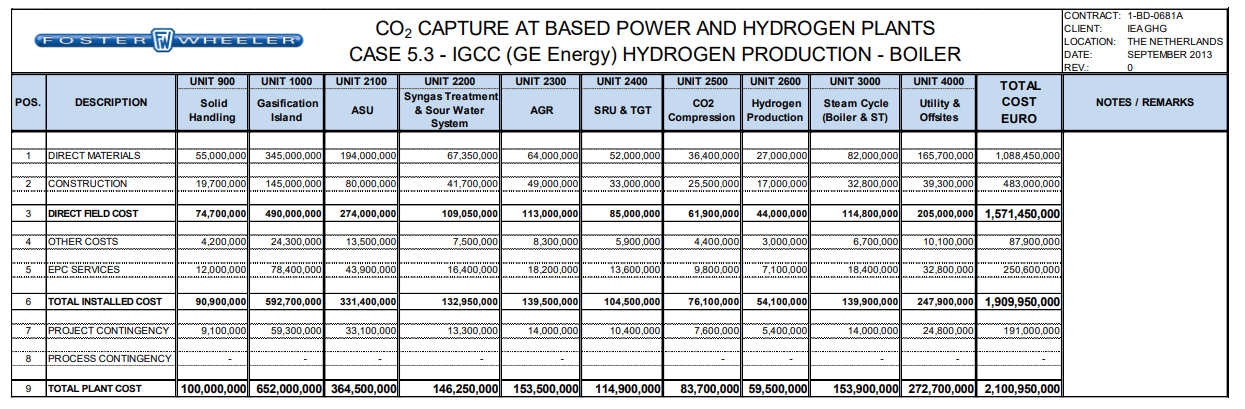 FOSTER FW WHEELER
CO2 CAPTURE AT BASED POWER AND HYDROGEN PLANTS
CASE 5.3 - IGCC (GE Energy) HYDROGEN PRODUCTION - BOILER
CONTRACT: 1-BD-0681A
CLIENT: IEAGHG
LOCATION: THE NETHERLANDS
DATE: SEPTEMBER 2013
REV.: 0
POS. DESCRIPTION UNIT 900 Solid Handling UNIT 1000 Gasification Island UNIT 2100 ASU UNIT 2200 Syngas Treatment & Sour Water System UNIT 2300 AGR UNIT 2400 SRU & TGT UNIT 2500 CO2 Compression UNIT 2600 Hydrogen Production UNIT 3000 Steam Cycle (Boiler & ST) UNIT 4000 Utility & Offsites TOTAL COST EURO NOTES / REMARKS
1 DIRECT MATERIALS 55,000,000 345,000,000 194,000,000 67,350,000 64,000,000 52,000,000 36,400,000 27,000,000 82,000,000 165,700,000 1,088,450,000
2 CONSTRUCTION 19,700,000 145,000,000 80,000,000 41,700,000 49,000,000 33,000,000 25,500,000 17,000,000 32,800,000 39,300,000 483,000,000
3 DIRECT FIELD COST 74,700,000 490,000,000 274,000,000 109,050,000 113,000,000 85,000,000 61,900,000 44,000,000 114,800,000 205,000,000 1,571,450,000
4 OTHER COSTS 4,200,000 24,300,000 13,500,000 7,500,000 8,300,000 5,900,000 4,400,000 3,000,000 6,700,000 10,100,000 87,900,000
5 EPC SERVICES 12,000,000 78,400,000 43,900,000 16,400,000 18,200,000 13,600,000 9,800,000 7,100,000 18,400,000 32,800,000 250,600,000
6 TOTAL INSTALLED COST 90,900,000 592,700,000 331,400,000 132,950,000 139,500,000 104,500,000 76,100,000 54,100,000 139,900,000 247,900,000 1,909,950,000
7 PROJECT CONTINGENCY 9,100,000 59,300,000 33,100,000 13,300,000 14,000,000 10,400,000 7,600,000 5,400,000 14,000,000 24,800,000 191,000,000
8 PROCESS CONTINGENCY - - - - - - - - - - -
9 TOTAL PLANT COST 100,000,000 652,000,000 364,500,000 146,250,000 153,500,000 114,900,000 83,700,000 59,500,000 153,900,000 272,700,000 2,100,950,000